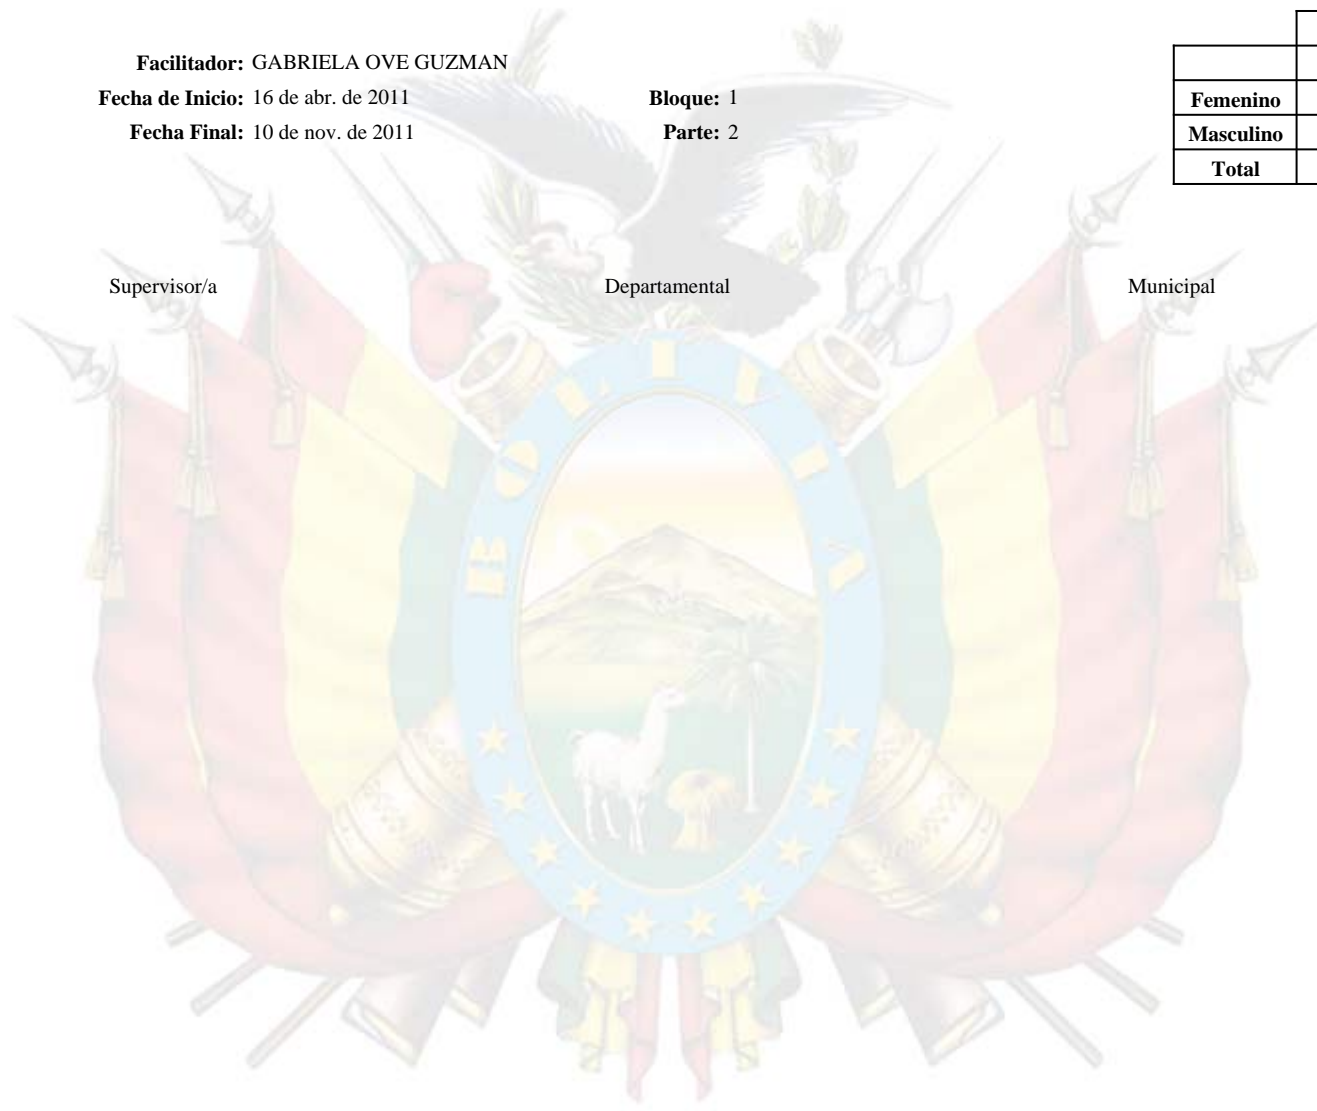 Facilitador: GABRIELA OVE GUZMAN
Fecha de Inicio: 16 de abr. de 2011 Bloque: 1
Fecha Final: 10 de nov. de 2011 Parte: 2
Femenino
Masculino
Total
Supervisor/a Departamental Municipal
BOLIVIA